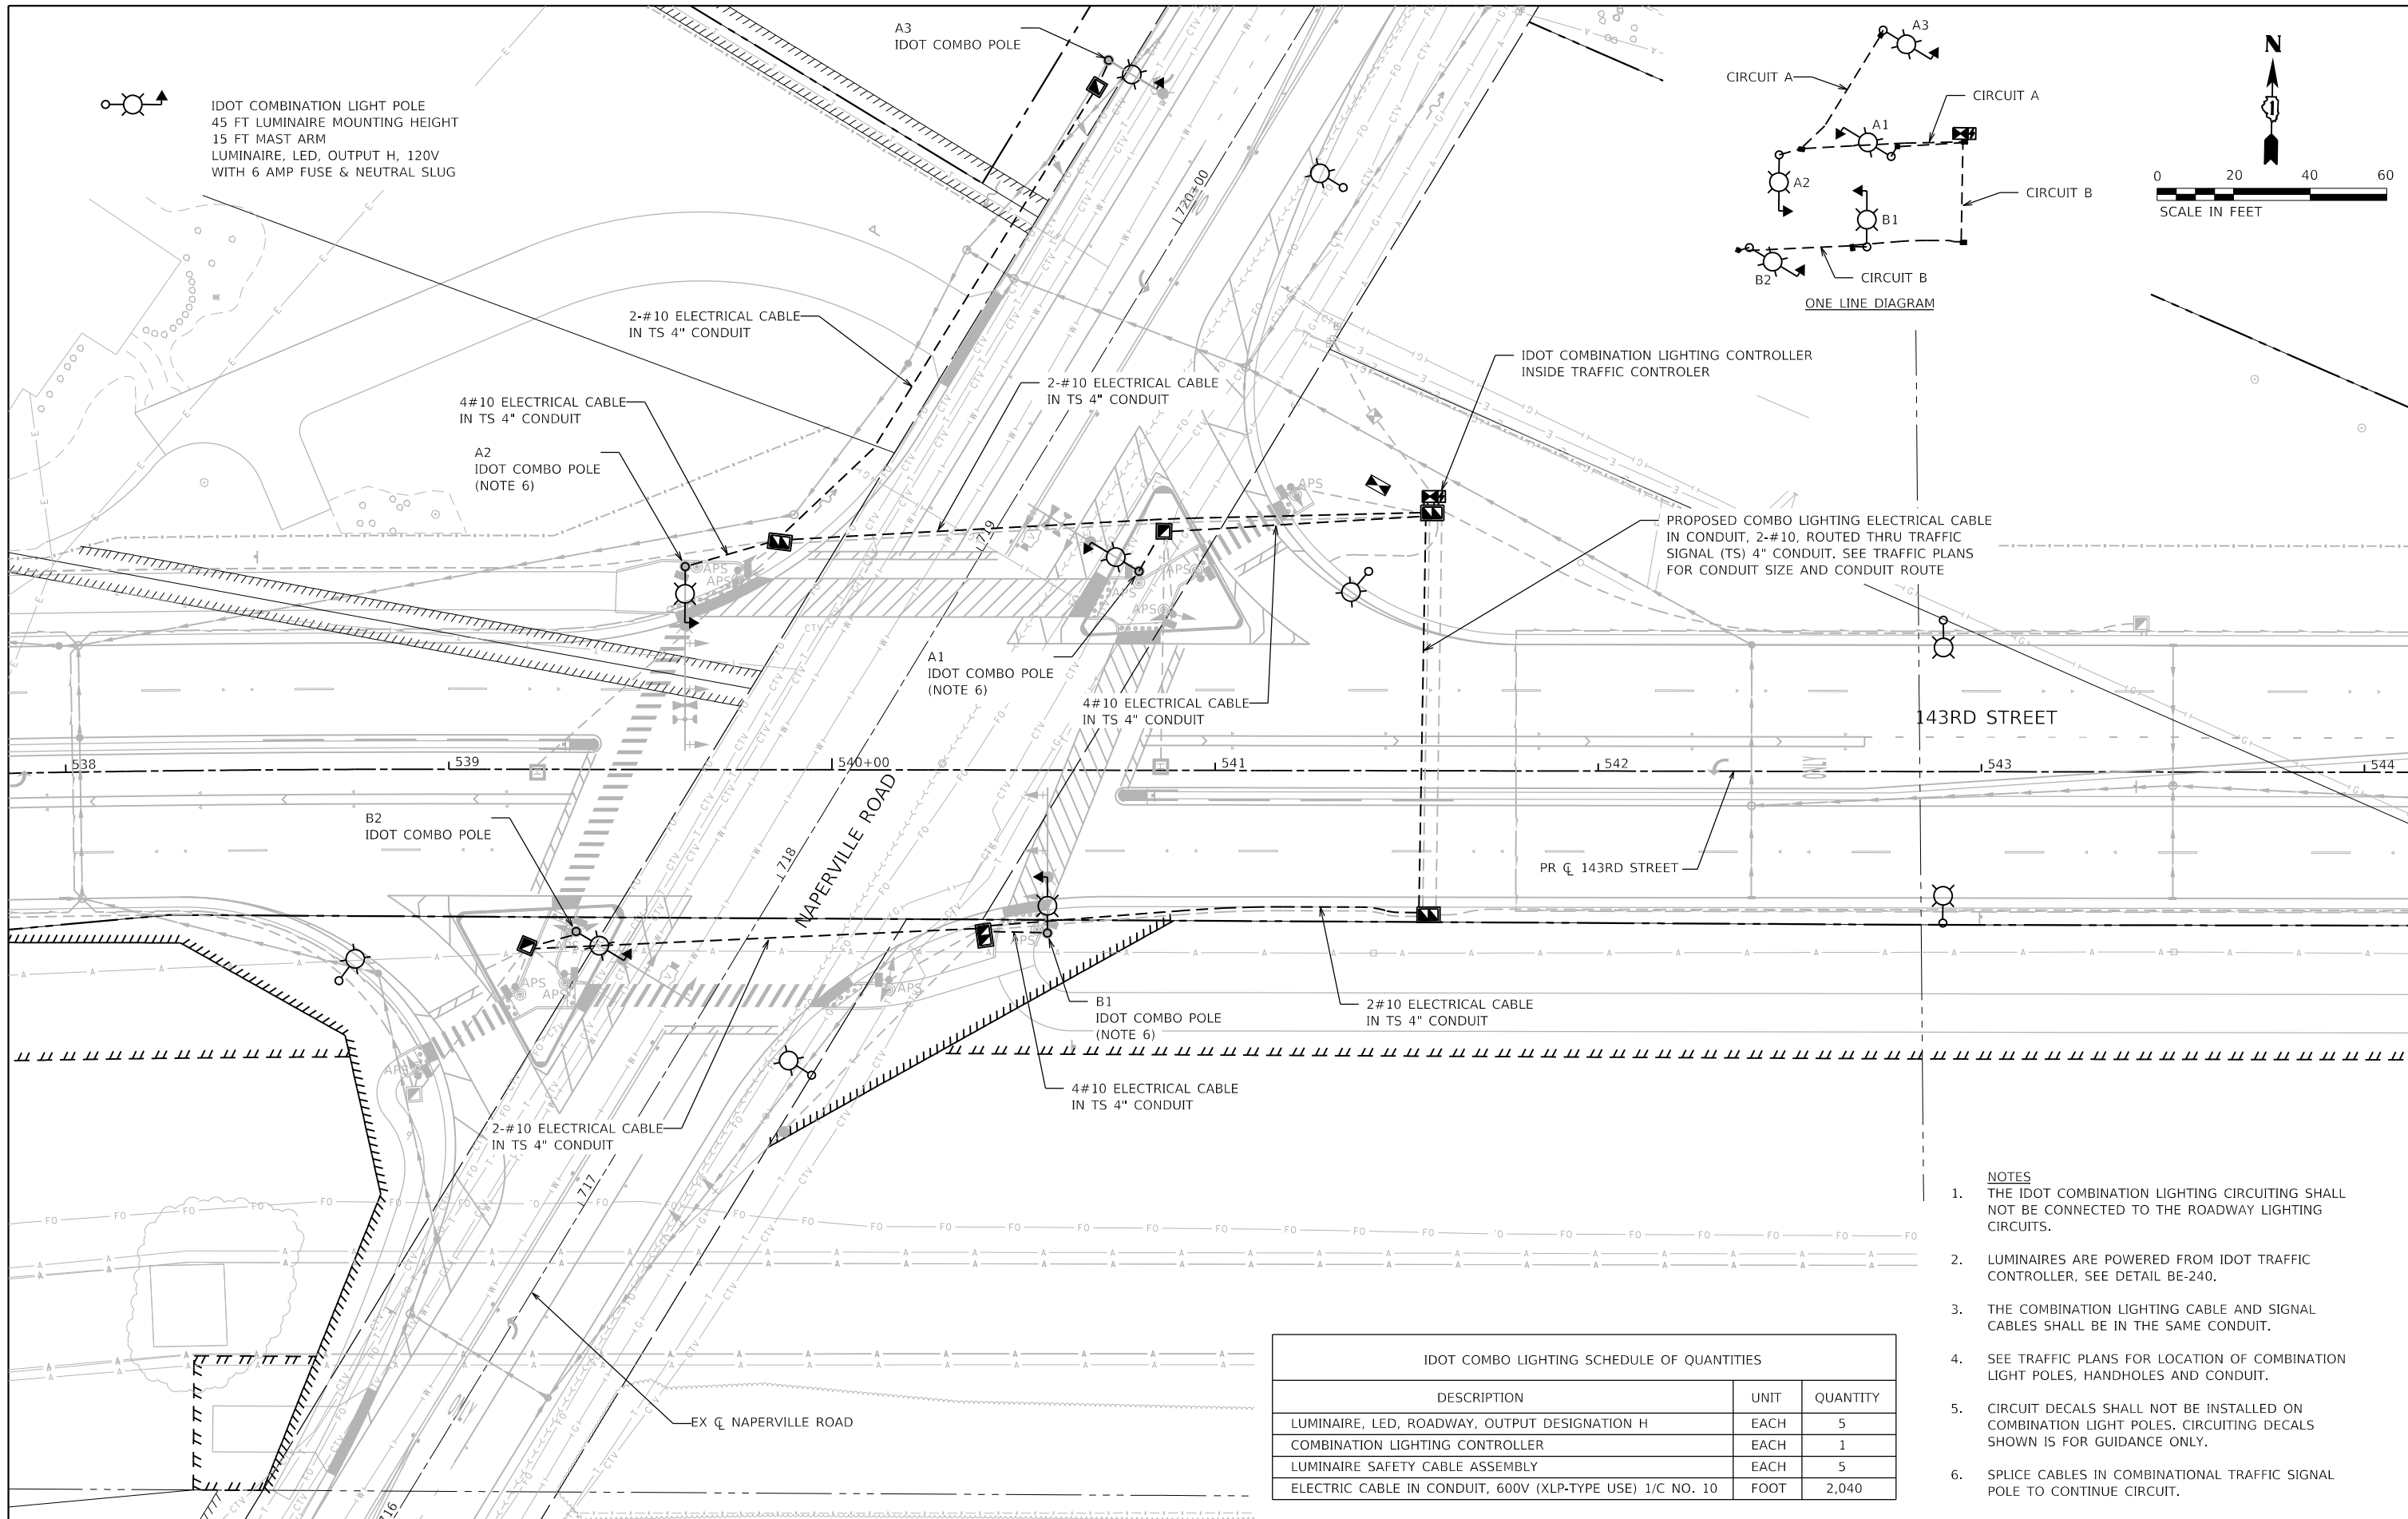 A3
IDOT COMBO POLE
IDOT COMBINATION LIGHT POLE
45 FT LUMINAIRE MOUNTING HEIGHT
15 FT MAST ARM
LUMINAIRE, LED, OUTPUT H, 120V
WITH 6 AMP FUSE & NEUTRAL SLUG
A3
CIRCUIT A
CIRCUIT A
A1
A2
CIRCUIT B
B1
B2
CIRCUIT B
ONE LINE DIAGRAM
N
1
0 20 40 60
SCALE IN FEET
720+00
2-#10 ELECTRICAL CABLE
IN TS 4" CONDUIT
2-#10 ELECTRICAL CABLE
IN TS 4" CONDUIT
IDOT COMBINATION LIGHTING CONTROLLER
INSIDE TRAFFIC CONTROLER
4#10 ELECTRICAL CABLE
IN TS 4" CONDUIT
A2
IDOT COMBO POLE
(NOTE 6)
APS
APS
APS
APS
APS
APS
719
PROPOSED COMBO LIGHTING ELECTRICAL CABLE
IN CONDUIT, 2-#10, ROUTED THRU TRAFFIC
SIGNAL (TS) 4" CONDUIT. SEE TRAFFIC PLANS
FOR CONDUIT SIZE AND CONDUIT ROUTE
A1
IDOT COMBO POLE
(NOTE 6)
4#10 ELECTRICAL CABLE
IN TS 4" CONDUIT
143RD STREET
538 539 540+00 541 542 543 544
NAPERVILLE ROAD
718
B2
IDOT COMBO POLE
PR ℄ 143RD STREET
APS
APS
APS
APS
APS
APS
B1
IDOT COMBO POLE
(NOTE 6)
2#10 ELECTRICAL CABLE
IN TS 4" CONDUIT
4#10 ELECTRICAL CABLE
IN TS 4" CONDUIT
2-#10 ELECTRICAL CABLE
IN TS 4" CONDUIT
717
EX ℄ NAPERVILLE ROAD
716
IDOT COMBO LIGHTING SCHEDULE OF QUANTITIES
DESCRIPTION UNIT QUANTITY
LUMINAIRE, LED, ROADWAY, OUTPUT DESIGNATION H EACH 5
COMBINATION LIGHTING CONTROLLER EACH 1
LUMINAIRE SAFETY CABLE ASSEMBLY EACH 5
ELECTRIC CABLE IN CONDUIT, 600V (XLP-TYPE USE) 1/C NO. 10 FOOT 2,040
NOTES
1. THE IDOT COMBINATION LIGHTING CIRCUITING SHALL
NOT BE CONNECTED TO THE ROADWAY LIGHTING
CIRCUITS.
2. LUMINAIRES ARE POWERED FROM IDOT TRAFFIC
CONTROLLER, SEE DETAIL BE-240.
3. THE COMBINATION LIGHTING CABLE AND SIGNAL
CABLES SHALL BE IN THE SAME CONDUIT.
4. SEE TRAFFIC PLANS FOR LOCATION OF COMBINATION
LIGHT POLES, HANDHOLES AND CONDUIT.
5. CIRCUIT DECALS SHALL NOT BE INSTALLED ON
COMBINATION LIGHT POLES. CIRCUITING DECALS
SHOWN IS FOR GUIDANCE ONLY.
6. SPLICE CABLES IN COMBINATIONAL TRAFFIC SIGNAL
POLE TO CONTINUE CIRCUIT.